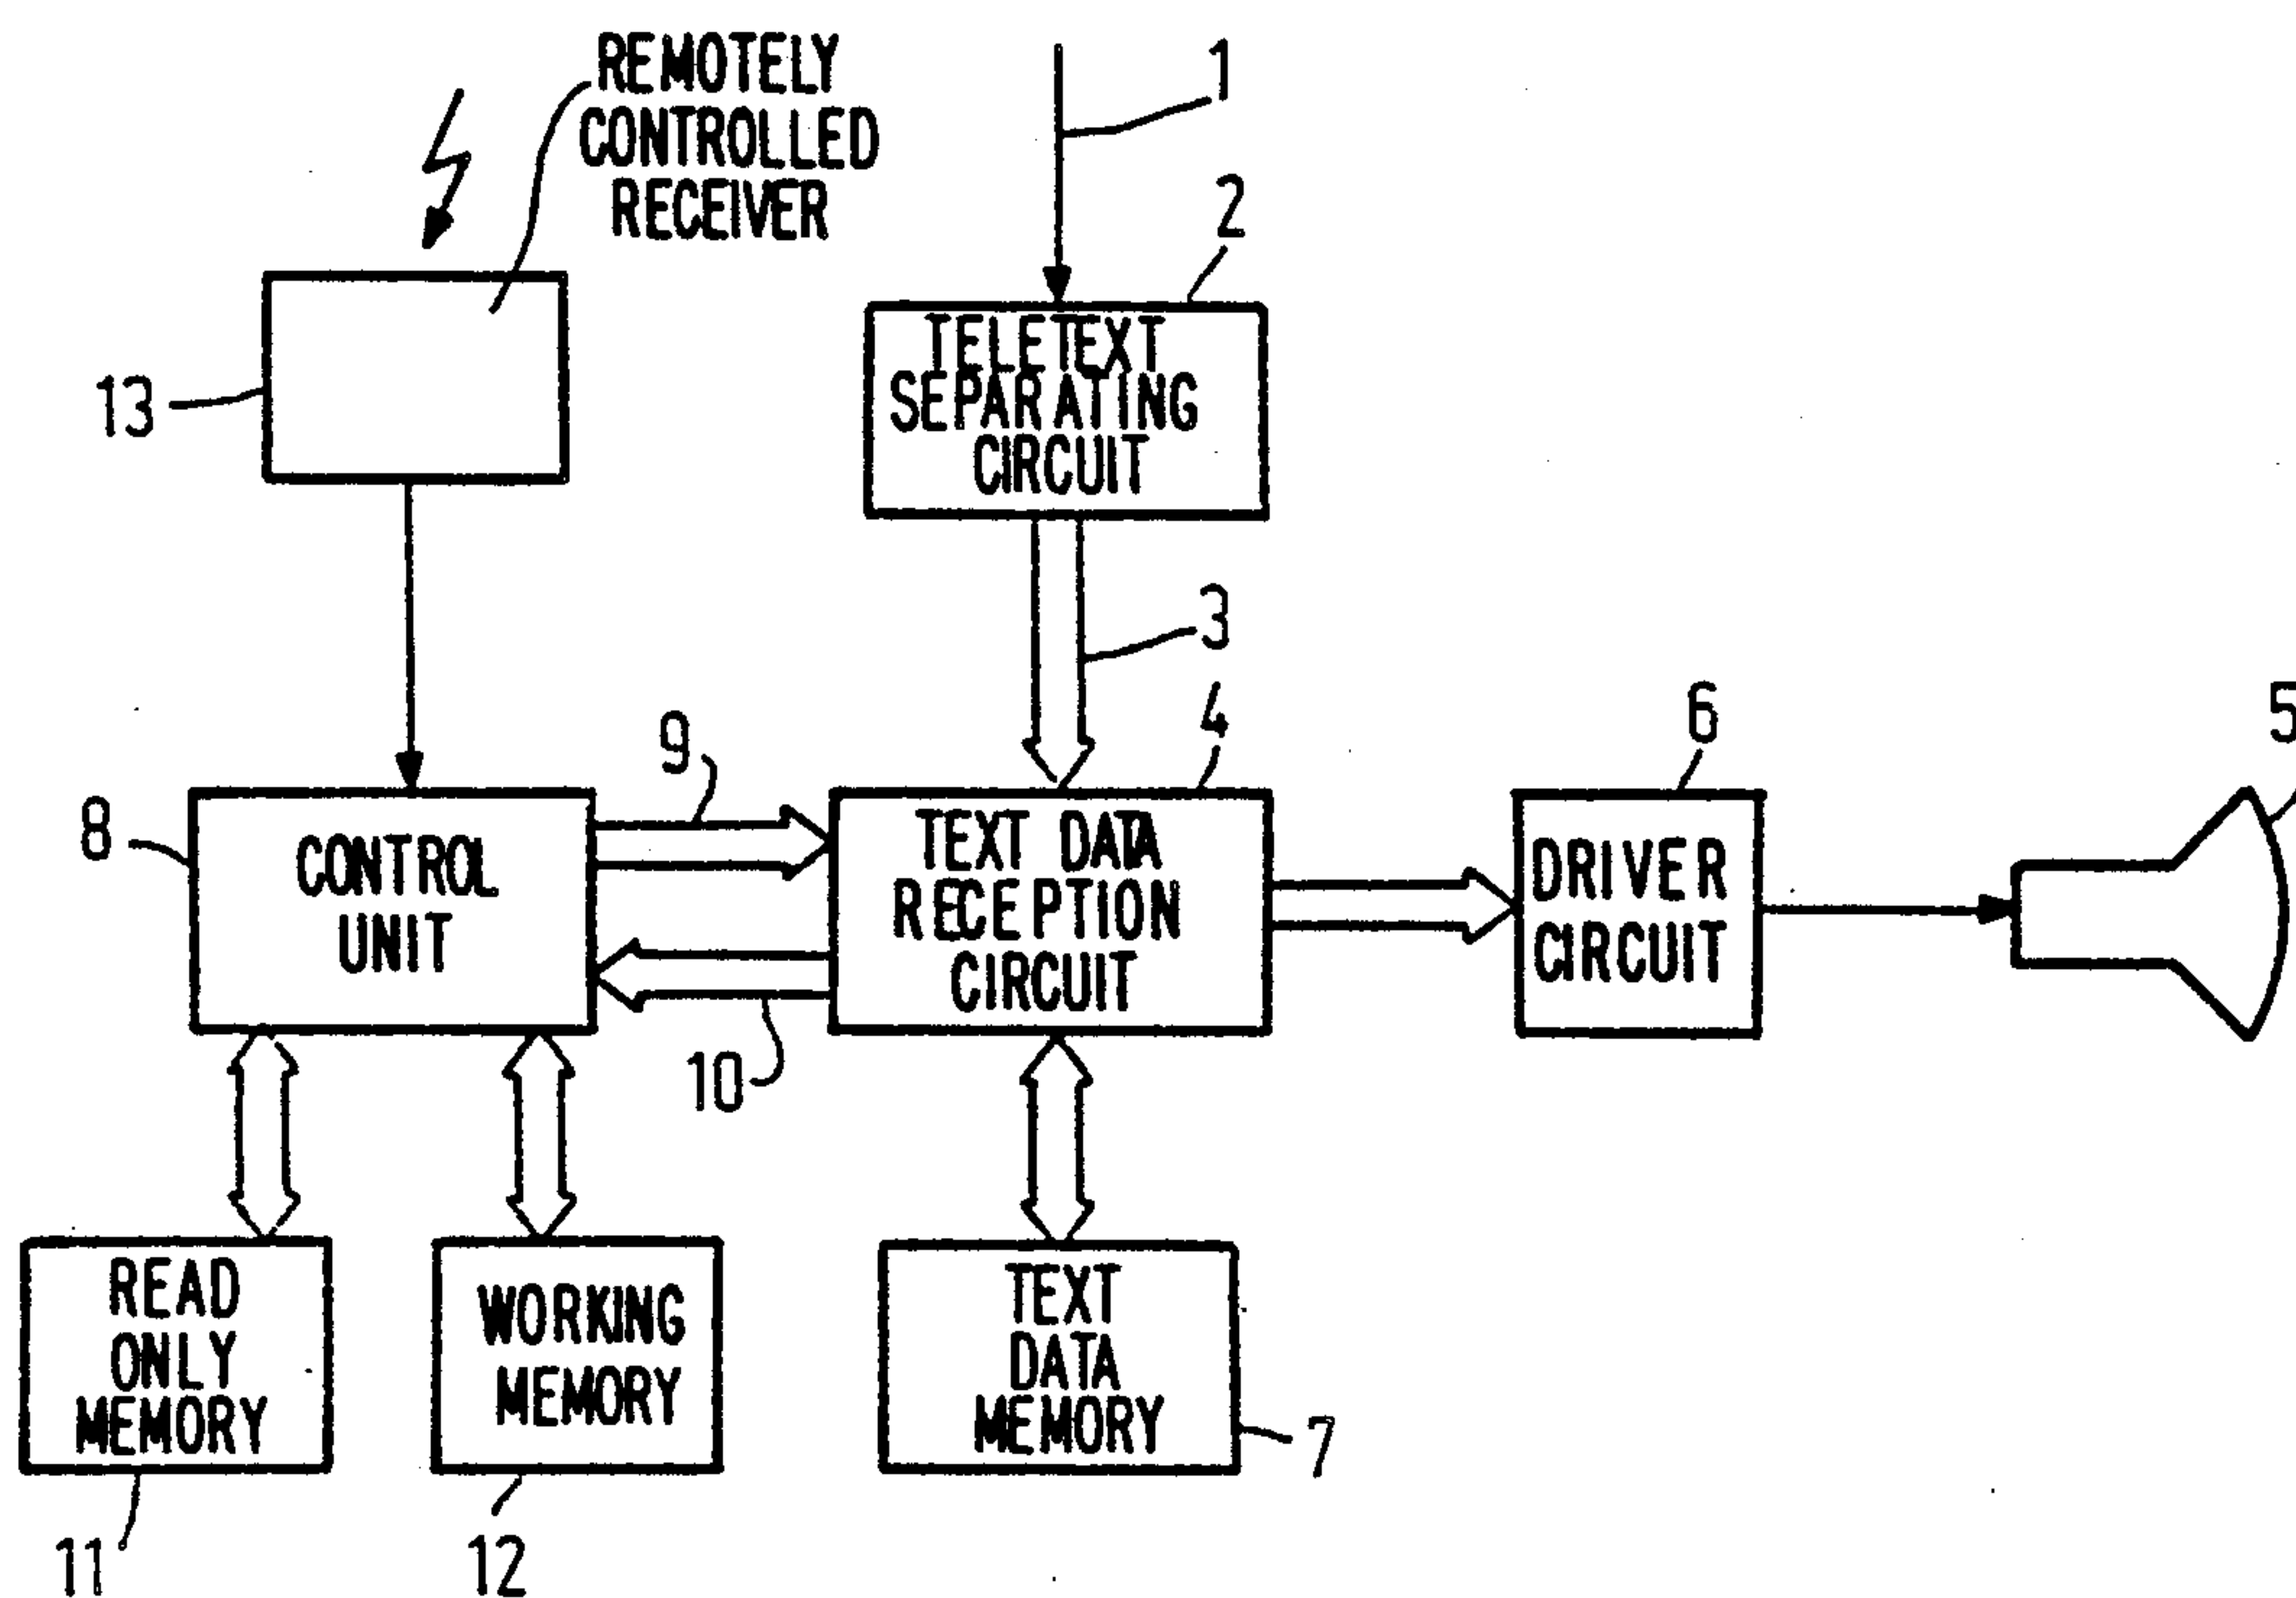 REMOTELY
CONTROLLED
RECEIVER
1
2
TELETEXT
SEPARATING
CIRCUIT
13
3
4
6
5
9
8
CONTROL
UNIT
TEXT DATA
RECEPTION
CIRCUIT
DRIVER
CIRCUIT
10
READ
ONLY
MEMORY
WORKING
MEMORY
TEXT
DATA
MEMORY
7
11
12